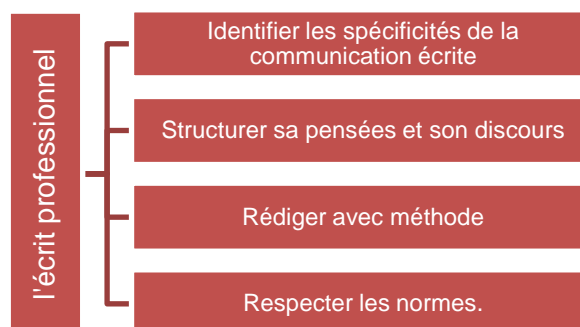 l'écrit professionnel
Identifier les spécificités de la
communication écrite
Structurer sa pensées et son discours
Rédiger avec méthode
Respecter les normes.